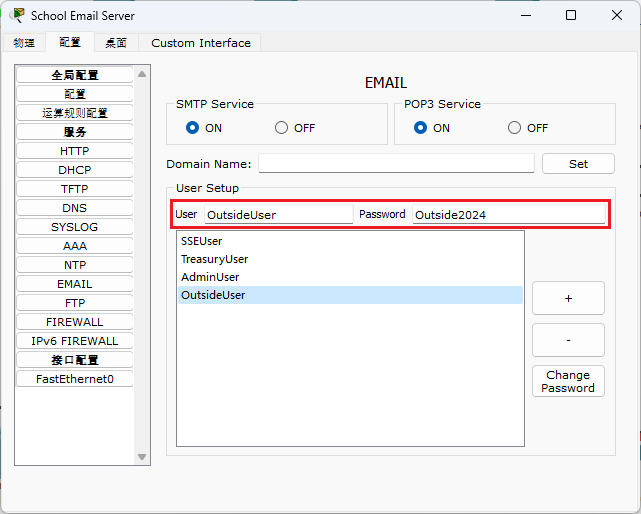 School Email Server
物理 配置 桌面 Custom Interface
全局配置
配置
运算规则配置
服务
HTTP
DHCP
TFTP
DNS
SYSLOG
AAA
NTP
EMAIL
FTP
FIREWALL
IPv6 FIREWALL
接口配置
FastEthernet0
EMAIL
SMTP Service
ON OFF
POP3 Service
ON OFF
Domain Name: Set
User Setup
User OutsideUser Password Outside2024
SSEUser
TreasuryUser
AdminUser
OutsideUser
+
-
Change
Password